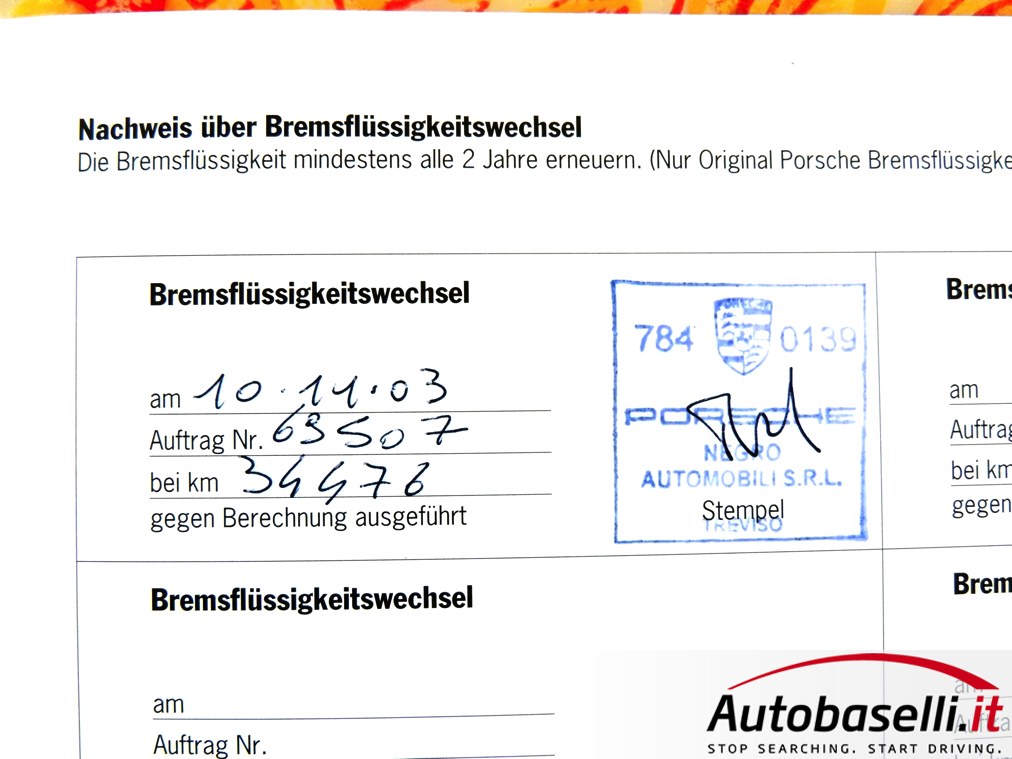 Nachweis über Bremsflüssigkeitswechsel
Die Bremsflüssigkeit mindestens alle 2 Jahre erneuern. (Nur Original Porsche Bremsflüssigke
Bremsflüssigkeitswechsel
am 10.11.03
Auftrag Nr. 63507
bei km 34476
gegen Berechnung ausgeführt
PORSCHE
784 0139
PORSCHE
NEGRO
AUTOMOBILI S.R.L.
Stempel
TREVISO
Brems
am
Auftrag
bei km
gegen
Bremsflüssigkeitswechsel
am
Auftrag Nr.
Brem
am
Autobaselli.it
STOP SEARCHING. START DRIVING.